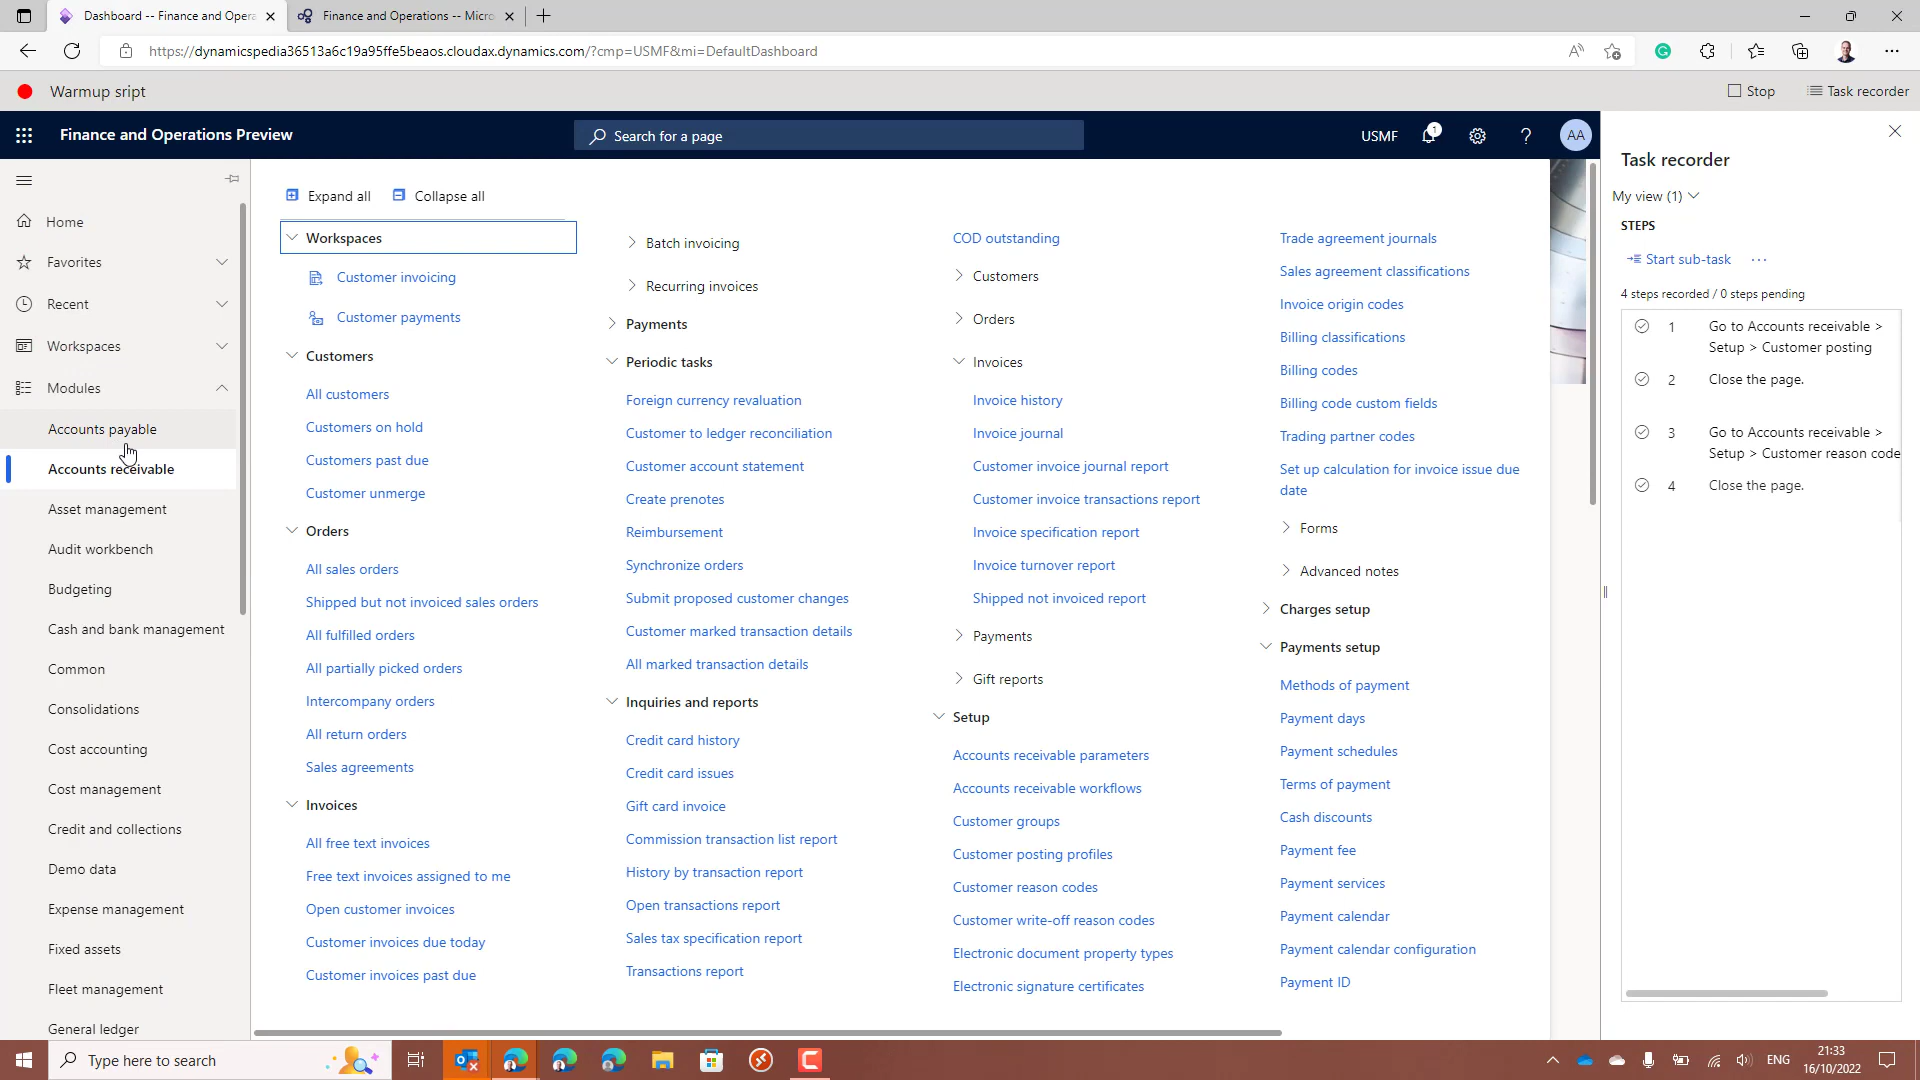 Dashboard -- Finance and Opera
Finance and Operations -- Micro
https://dynamicspedia36513a6c19a95ffe5beaos.cloudax.dynamics.com/?cmp=USMF&mi=DefaultDashboard
Warmup sript
Stop
Task recorder
Finance and Operations Preview
Search for a page
USMF
1
?
AA
Home
Favorites
Recent
Workspaces
Modules
Accounts payable
Accounts receivable
Asset management
Audit workbench
Budgeting
Cash and bank management
Common
Consolidations
Cost accounting
Cost management
Credit and collections
Demo data
Expense management
Fixed assets
Fleet management
General ledger
Expand all
Collapse all
Workspaces
Customer invoicing
Customer payments
Customers
All customers
Customers on hold
Customers past due
Customer unmerge
Orders
All sales orders
Shipped but not invoiced sales orders
All fulfilled orders
All partially picked orders
Intercompany orders
All return orders
Sales agreements
Invoices
All free text invoices
Free text invoices assigned to me
Open customer invoices
Customer invoices due today
Customer invoices past due
Batch invoicing
Recurring invoices
Payments
Periodic tasks
Foreign currency revaluation
Customer to ledger reconciliation
Customer account statement
Create prenotes
Reimbursement
Synchronize orders
Submit proposed customer changes
Customer marked transaction details
All marked transaction details
Inquiries and reports
Credit card history
Credit card issues
Gift card invoice
Commission transaction list report
History by transaction report
Open transactions report
Sales tax specification report
Transactions report
COD outstanding
Customers
Orders
Invoices
Invoice history
Invoice journal
Customer invoice journal report
Customer invoice transactions report
Invoice specification report
Invoice turnover report
Shipped not invoiced report
Payments
Gift reports
Setup
Accounts receivable parameters
Accounts receivable workflows
Customer groups
Customer posting profiles
Customer reason codes
Customer write-off reason codes
Electronic document property types
Electronic signature certificates
Trade agreement journals
Sales agreement classifications
Invoice origin codes
Billing classifications
Billing codes
Billing code custom fields
Trading partner codes
Set up calculation for invoice issue due
date
Forms
Advanced notes
Charges setup
Payments setup
Methods of payment
Payment days
Payment schedules
Terms of payment
Cash discounts
Payment fee
Payment services
Payment calendar
Payment calendar configuration
Payment ID
Task recorder
My view (1)
STEPS
Start sub-task
4 steps recorded / 0 steps pending
1 Go to Accounts receivable >
Setup > Customer posting
2 Close the page.
3 Go to Accounts receivable >
Setup > Customer reason code
4 Close the page.
Type here to search
ENG
21:33
16/10/2022